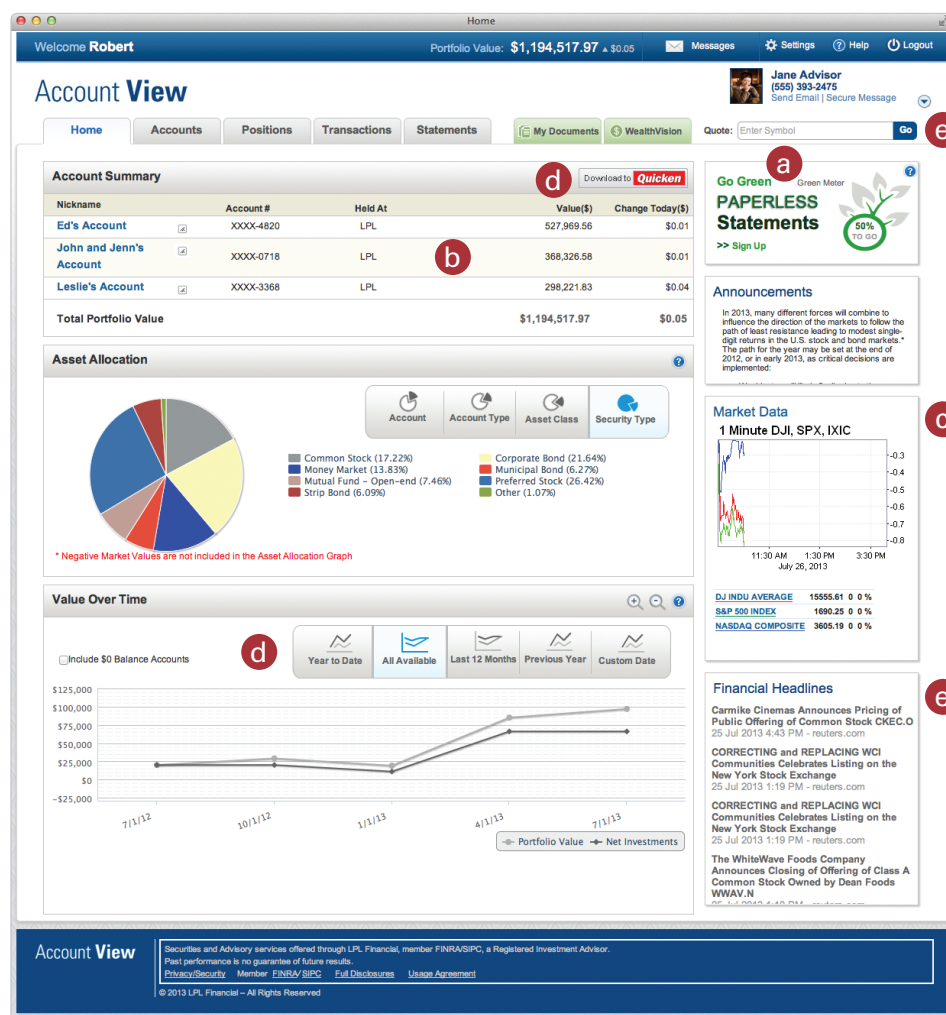 Home
Welcome Robert
Portfolio Value: $1,194,517.97 ▲ $0.05
Messages
Settings
Help
Logout
Account View
Jane Advisor
(555) 393-2475
Send Email | Secure Message
Home
Accounts
Positions
Transactions
Statements
My Documents
WealthVision
Quote:
Enter Symbol
Go
e
Account Summary
d
Download to Quicken
Nickname Account # Held At Value($) Change Today($)
Ed's Account XXXX-4820 LPL 527,969.56 $0.01
John and Jenn's
Account XXXX-0718 LPL 368,326.58 $0.01
b
Leslie's Account XXXX-3368 LPL 298,221.83 $0.04
Total Portfolio Value $1,194,517.97 $0.05
a
Go Green
Green Meter
PAPERLESS
Statements
>> Sign Up
50%
TO GO
Announcements
In 2013, many different forces will combine to
influence the direction of the markets to follow the
path of least resistance leading to modest single-
digit returns in the U.S. stock and bond markets.*
The path for the year may be set at the end of
2012, or in early 2013, as critical decisions are
implemented:
Asset Allocation
Account
Account Type
Asset Class
Security Type
Common Stock (17.22%)
Corporate Bond (21.64%)
Money Market (13.83%)
Municipal Bond (6.27%)
Mutual Fund - Open-end (7.46%)
Preferred Stock (26.42%)
Strip Bond (6.09%)
Other (1.07%)
* Negative Market Values are not included in the Asset Allocation Graph
Market Data
1 Minute DJI, SPX, IXIC
-0.3
-0.4
-0.5
-0.6
-0.7
-0.8
11:30 AM 1:30 PM 3:30 PM
July 26, 2013
DJ INDU AVERAGE 15555.61 0 0 %
S&P 500 INDEX 1690.25 0 0 %
NASDAQ COMPOSITE 3605.19 0 0 %
Value Over Time
d
Include $0 Balance Accounts
Year to Date
All Available
Last 12 Months
Previous Year
Custom Date
$125,000
$100,000
$75,000
$50,000
$25,000
$0
-$25,000
7/1/12
10/1/12
1/1/13
4/1/13
7/1/13
Portfolio Value
Net Investments
Financial Headlines
e
Carmike Cinemas Announces Pricing of
Public Offering of Common Stock CKEC.O
25 Jul 2013 4:43 PM - reuters.com
CORRECTING and REPLACING WCI
Communities Celebrates Listing on the
New York Stock Exchange
25 Jul 2013 1:19 PM - reuters.com
CORRECTING and REPLACING WCI
Communities Celebrates Listing on the
New York Stock Exchange
25 Jul 2013 1:19 PM - reuters.com
The WhiteWave Foods Company
Announces Closing of Offering of Class A
Common Stock Owned by Dean Foods
WWAV.N
Account View
Securities and Advisory services offered through LPL Financial, member FINRA/SIPC, a Registered Investment Advisor.
Past performance is no guarantee of future results.
Privacy/Security Member FINRA/SIPC Full Disclosures Usage Agreement
© 2013 LPL Financial – All Rights Reserved